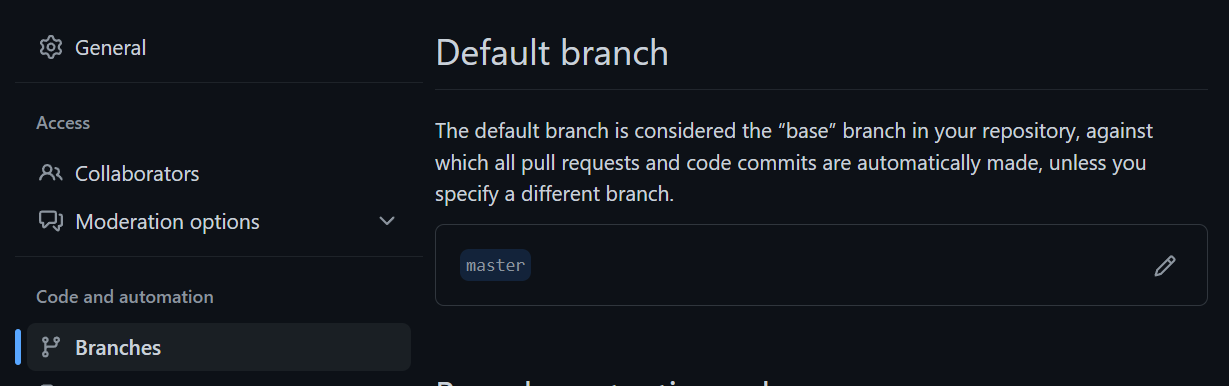 General
Access
Collaborators
Moderation options
Code and automation
Branches
Default branch
The default branch is considered the “base” branch in your repository, against
which all pull requests and code commits are automatically made, unless you
specify a different branch.
master